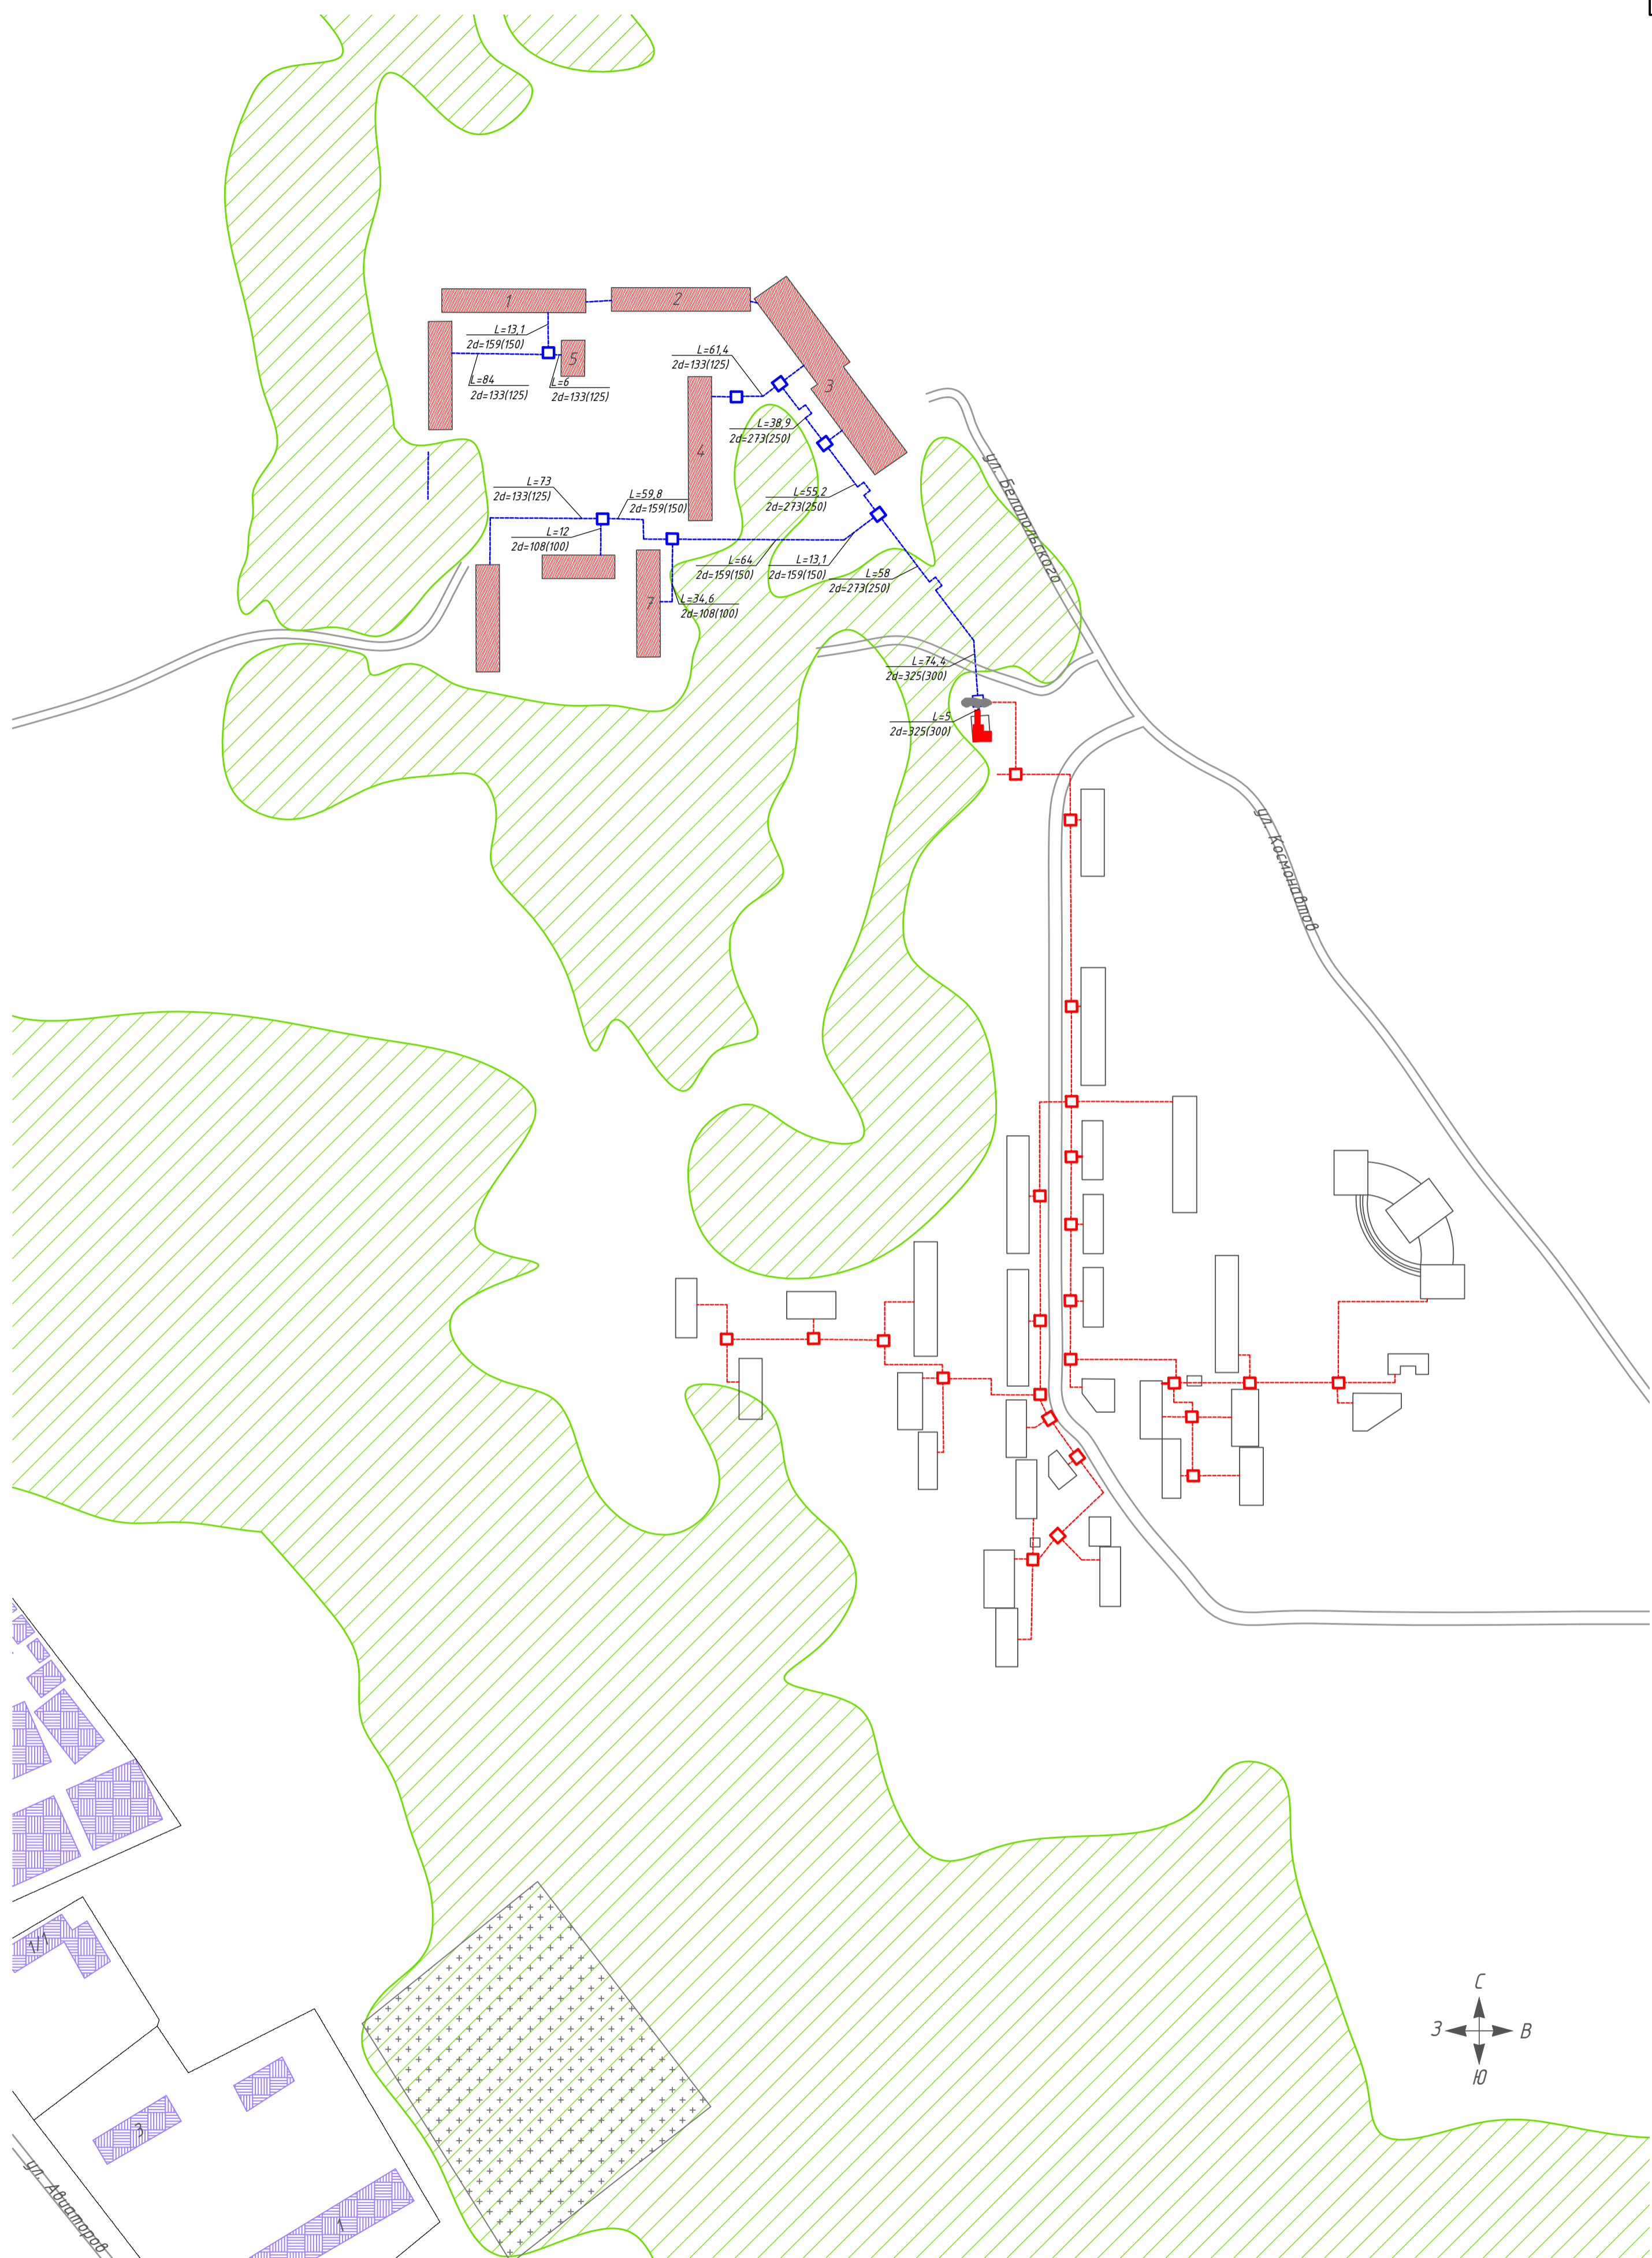 1
2
L=13,1
2d=159(150)
5
L=61,4
2d=133(125)
3
L=84
2d=133(125)
L=6
2d=133(125)
L=38,9
2d=273(250)
4
ул. Белопольского
L=73
2d=133(125)
L=59,8
2d=159(150)
L=55,2
2d=273(250)
L=12
2d=108(100)
L=64
2d=159(150)
L=13,1
2d=159(150)
L=58
2d=273(250)
7
L=34,6
2d=108(100)
L=74,4
2d=325(300)
L=5
2d=325(300)
ул. Космонавтов
1/1
С
З
В
Ю
3
ул. Авиаторов
1